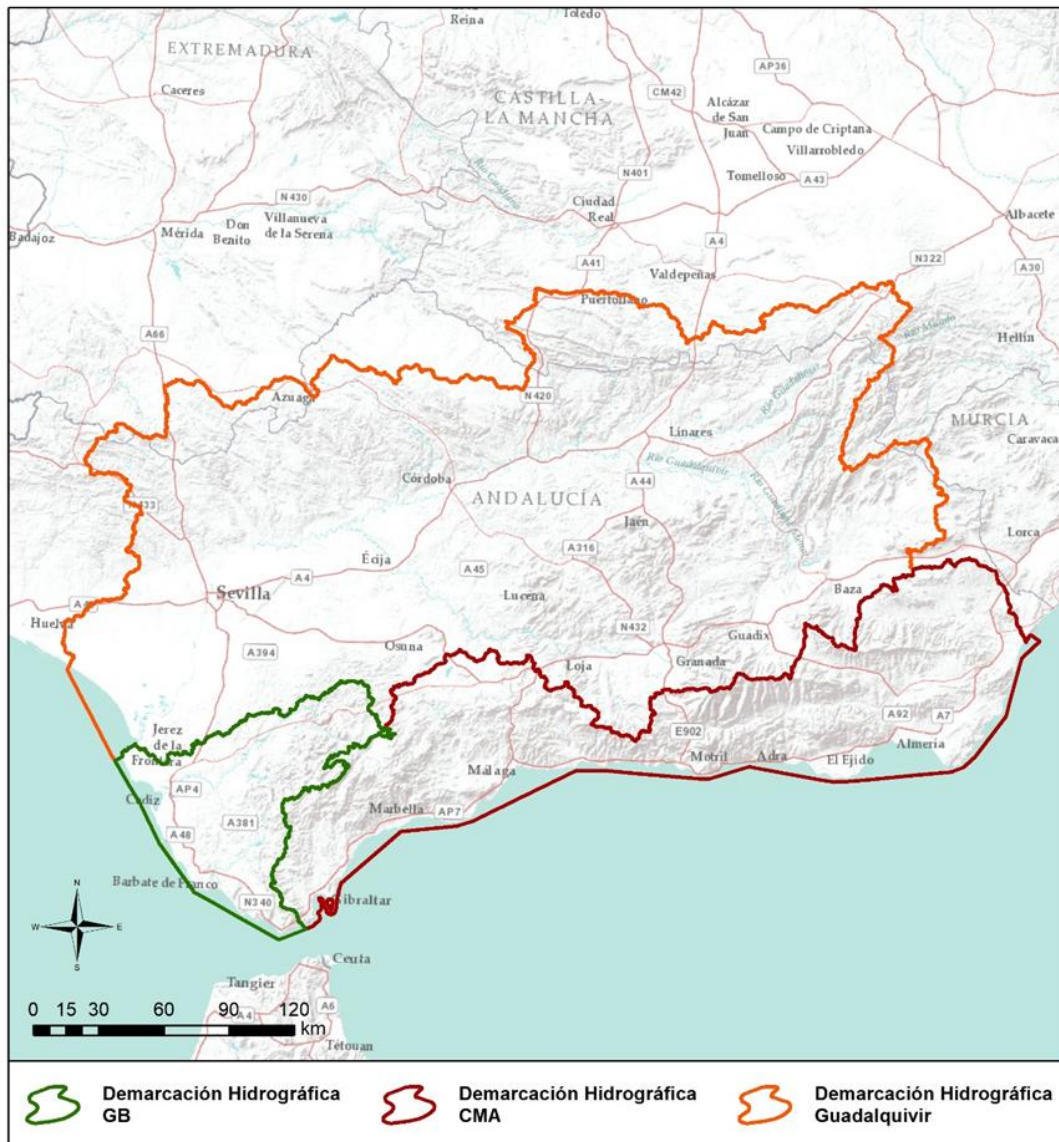 Reina
Toledo
EXTREMADURA
AP36
Caceres
CM42
CASTILLA-
LA MANCHA
Alcázar
de San
Juan
Campo de Criptana
Villarrobledo
N401
Tomelloso
A43
N430
Ciudad
Real
Albacete
Badajoz
Mérida
Don
Benito
Villanueva
de la Serena
A4
A30
A41
Valdepeñas
N322
Puertollano
A66
Río Mundo
Hellín
Azuaga
N420
MURCIA
Linares
Caravaca
Río Guadalquivir
Córdoba
ANDALUCÍA
A44
Jaén
Lorca
Écija
A4
A45
A316
Sevilla
Lucena
Baza
Huelva
N432
Guadix
A394
Osuna
Loja
Granada
Jerez de la
Frontera
E902
A92
A7
Motril
Adra
El Ejido
Almería
Málaga
Cádiz
AP4
A381
Marbella
AP7
A48
Barbate de Franco
N340
Gibraltar
N
W
E
S
Ceuta
Tangier
A4
A6
Tétouan
0 15 30 60 90 120
km
Demarcación Hidrográfica
GB
Demarcación Hidrográfica
CMA
Demarcación Hidrográfica
Guadalquivir